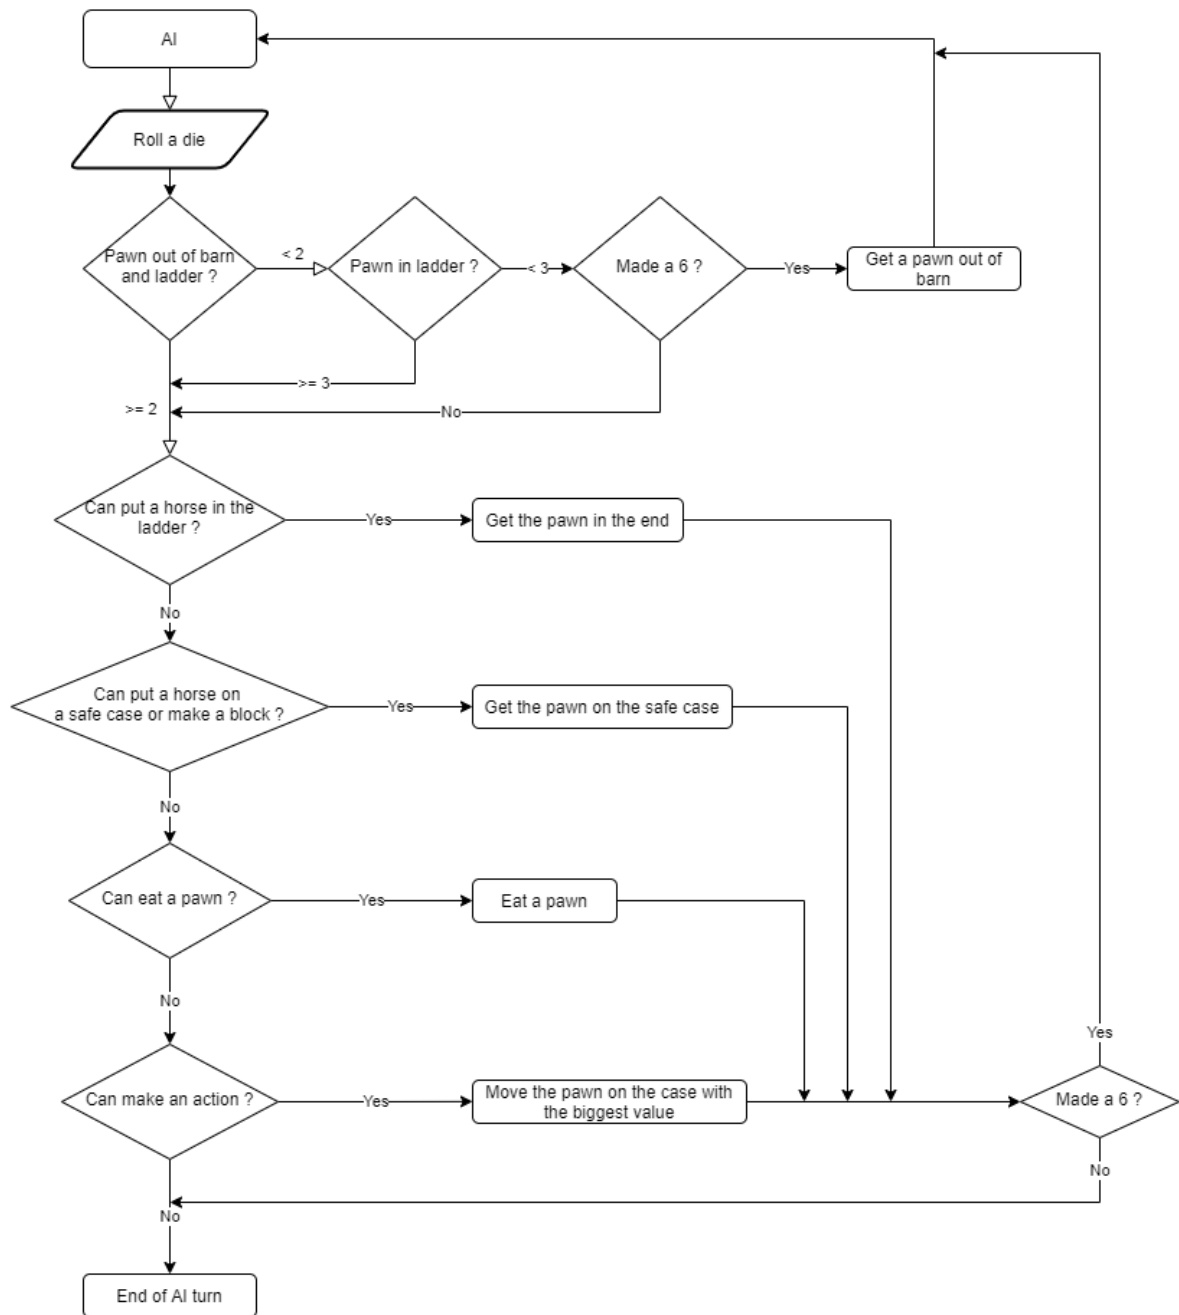 AI
Roll a die
Pawn out of barn
and ladder ?
< 2
Pawn in ladder ?
< 3
Made a 6 ?
Yes
Get a pawn out of
barn
>= 3
>= 2
No
Can put a horse in the
ladder ?
Yes
Get the pawn in the end
No
Can put a horse on
a safe case or make a block ?
Yes
Get the pawn on the safe case
No
Can eat a pawn ?
Yes
Eat a pawn
No
Yes
Can make an action ?
Yes
Move the pawn on the case with
the biggest value
Made a 6 ?
No
No
End of AI turn